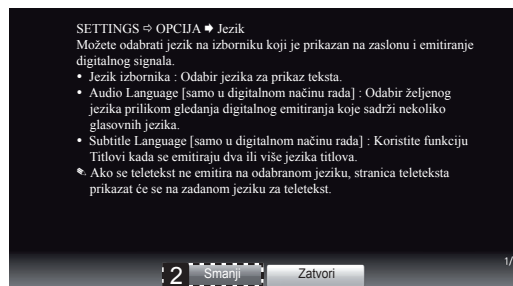 SETTINGS ⇨ OPCIJA ➡ Jezik
Možete odabrati jezik na izborniku koji je prikazan na zaslonu i emitiranje
digitalnog signala.
• Jezik izbornika : Odabir jezika za prikaz teksta.
• Audio Language [samo u digitalnom načinu rada] : Odabir željenog
jezika prilikom gledanja digitalnog emitiranja koje sadrži nekoliko
glasovnih jezika.
• Subtitle Language [samo u digitalnom načinu rada] : Koristite funkciju
Titlovi kada se emitiraju dva ili više jezika titlova.
✎ Ako se teletekst ne emitira na odabranom jeziku, stranica teleteksta
prikazat će se na zadanom jeziku za teletekst.
1/
2 Smanji Zatvori